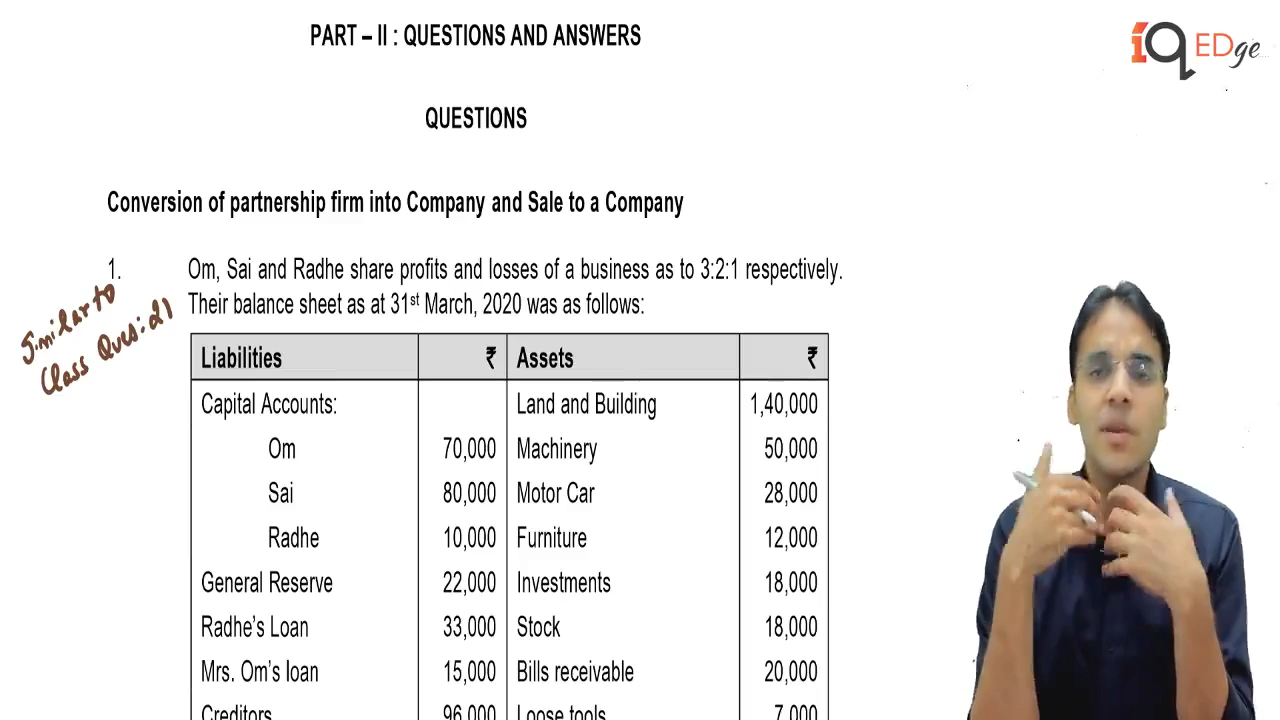 PART – II : QUESTIONS AND ANSWERS
iQ EDge
QUESTIONS
Conversion of partnership firm into Company and Sale to a Company
1. Om, Sai and Radhe share profits and losses of a business as to 3:2:1 respectively.
Their balance sheet as at 31st March, 2020 was as follows:
Similar to
Class Ques: 21
Liabilities ₹ Assets ₹
Capital Accounts: Land and Building 1,40,000
Om 70,000 Machinery 50,000
Sai 80,000 Motor Car 28,000
Radhe 10,000 Furniture 12,000
General Reserve 22,000 Investments 18,000
Radhe's Loan 33,000 Stock 18,000
Mrs. Om's loan 15,000 Bills receivable 20,000
Creditors 96,000 Loose tools 7,000